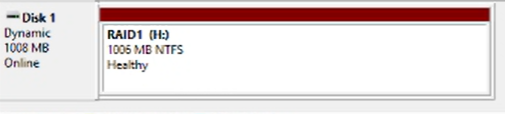 Disk 1
Dynamic
1008 MB
Online
RAID1 (H:)
1006 MB NTFS
Healthy